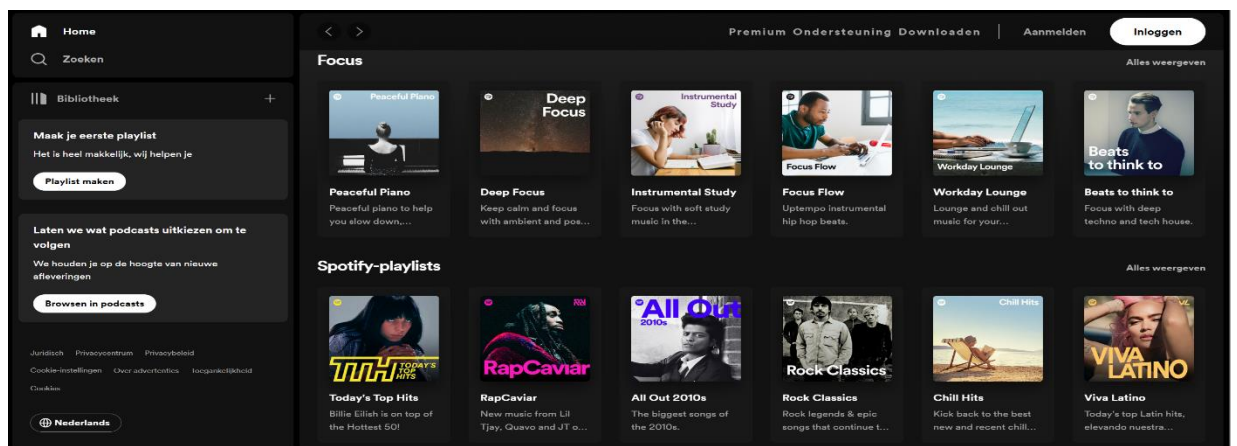 Home
Zoeken
Bibliotheek
Maak je eerste playlist
Het is heel makkelijk, wij helpen je
Playlist maken
Laten we wat podcasts uitkiezen om te
volgen
We houden je op de hoogte van nieuwe
afleveringen
Browsen in podcasts
Juridisch Privacycentrum Privacybeleid
Cookie-instellingen Over advertenties Toegankelijkheid
Cookies
Nederlands
Premium Ondersteuning Downloaden Aanmelden Inloggen
Focus Alles weergeven
Peaceful Piano
Deep
Focus
Instrumental
Study
Focus Flow
Workday Lounge
Beats
to think to
Peaceful Piano
Peaceful piano to help
you slow down,...
Deep Focus
Keep calm and focus
with ambient and pos...
Instrumental Study
Focus with soft study
music in the...
Focus Flow
Uptempo instrumental
hip hop beats.
Workday Lounge
Lounge and chill out
music for your...
Beats to think to
Focus with deep
techno and tech house.
Spotify-playlists Alles weergeven
TTH TODAY'S
TOP
HITS
RapCaviar
All Out
2010s
Rock Classics
Chill Hits
VL
VIVA
LATINO
Today's Top Hits
Billie Eilish is on top of
the Hottest 50!
RapCaviar
New music from Lil
Tjay, Quavo and JT o...
All Out 2010s
The biggest songs of
the 2010s.
Rock Classics
Rock legends & epic
songs that continue t...
Chill Hits
Kick back to the best
new and recent chill...
Viva Latino
Today's top Latin hits,
elevando nuestra...